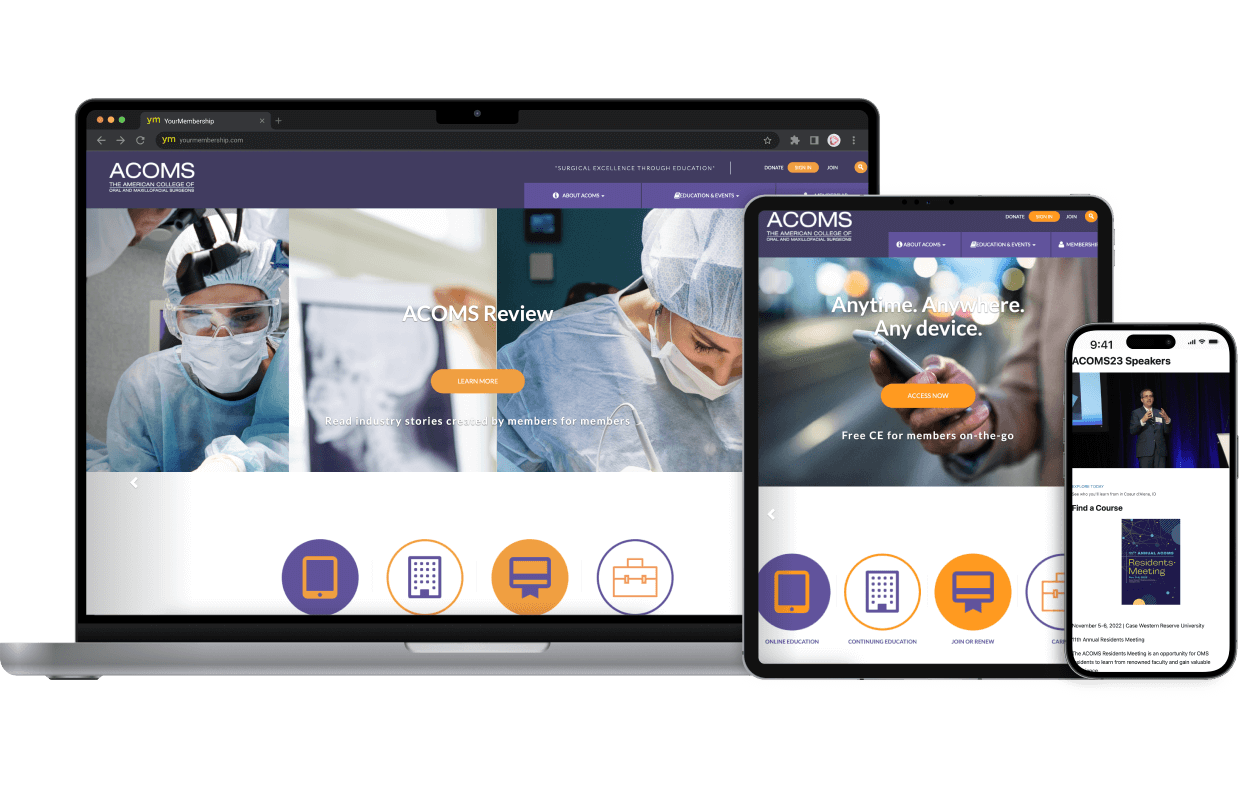 ym YourMembership
ym yourmembership.com
ACOMS
THE AMERICAN COLLEGE OF
ORAL AND MAXILLOFACIAL SURGEONS
"SURGICAL EXCELLENCE THROUGH EDUCATION"
DONATE
SIGN IN
JOIN
ABOUT ACOMS
EDUCATION & EVENTS
ACOMS Review
LEARN MORE
Read industry stories created by members for members
ACOMS
THE AMERICAN COLLEGE OF
ORAL AND MAXILLOFACIAL SURGEONS
DONATE
SIGN IN
JOIN
ABOUT ACOMS
EDUCATION & EVENTS
MEMBERSHI
Anytime. Anywhere.
Any device.
ACCESS NOW
Free CE for members on-the-go
ONLINE EDUCATION
CONTINUING EDUCATION
JOIN OR RENEW
9:41
ACOMS23 Speakers
EXPLORE TODAY
See who you'll learn from in Coeur d'Alene, ID
Find a Course
11TH ANNUAL ACOMS
Residents
Meeting
November 5-6, 2022 | Case Western Reserve University
11th Annual Residents Meeting
The ACOMS Residents Meeting is an opportunity for OMS
residents to learn from renowned faculty and gain valuable